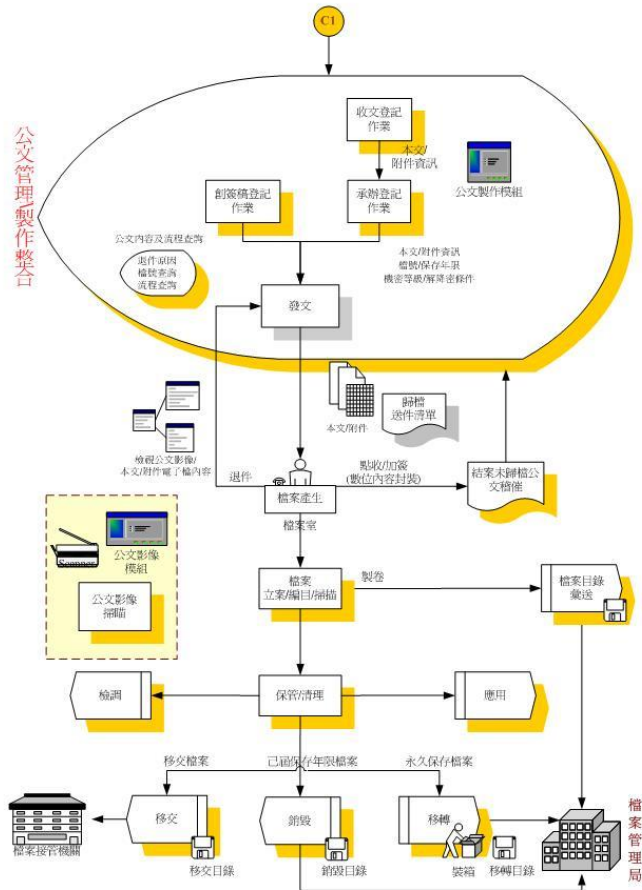 C1
公文管理/製作整合
收文登記
作業
本文/
附件資訊
公文製作模組
創簽稿登記
作業
承辦登記
作業
公文內容及流程查詢
退件原因
檔號查詢
流程查詢
本文/附件資訊
檔號/保存年限
機密等級/解降密條件
發文
歸檔
送件清單
本文/附件
檢視公文影像/
本文/附件電子檔內容
退件
點收/加簽
(數位內容封裝)
結案未歸檔公
文稽催
檔案產生
檔案室
公文影像
模組
Scanner
公文影像
掃瞄
檔案
立案/編目/掃描
製卷
檔案目錄
彙送
檢調
保管/清理
應用
移交檔案
已屆保存年限檔案
永久保存檔案
檔案管理局
移交
銷毀
移轉
檔案接管機關
移交目錄
銷毀目錄
裝箱
移轉目錄